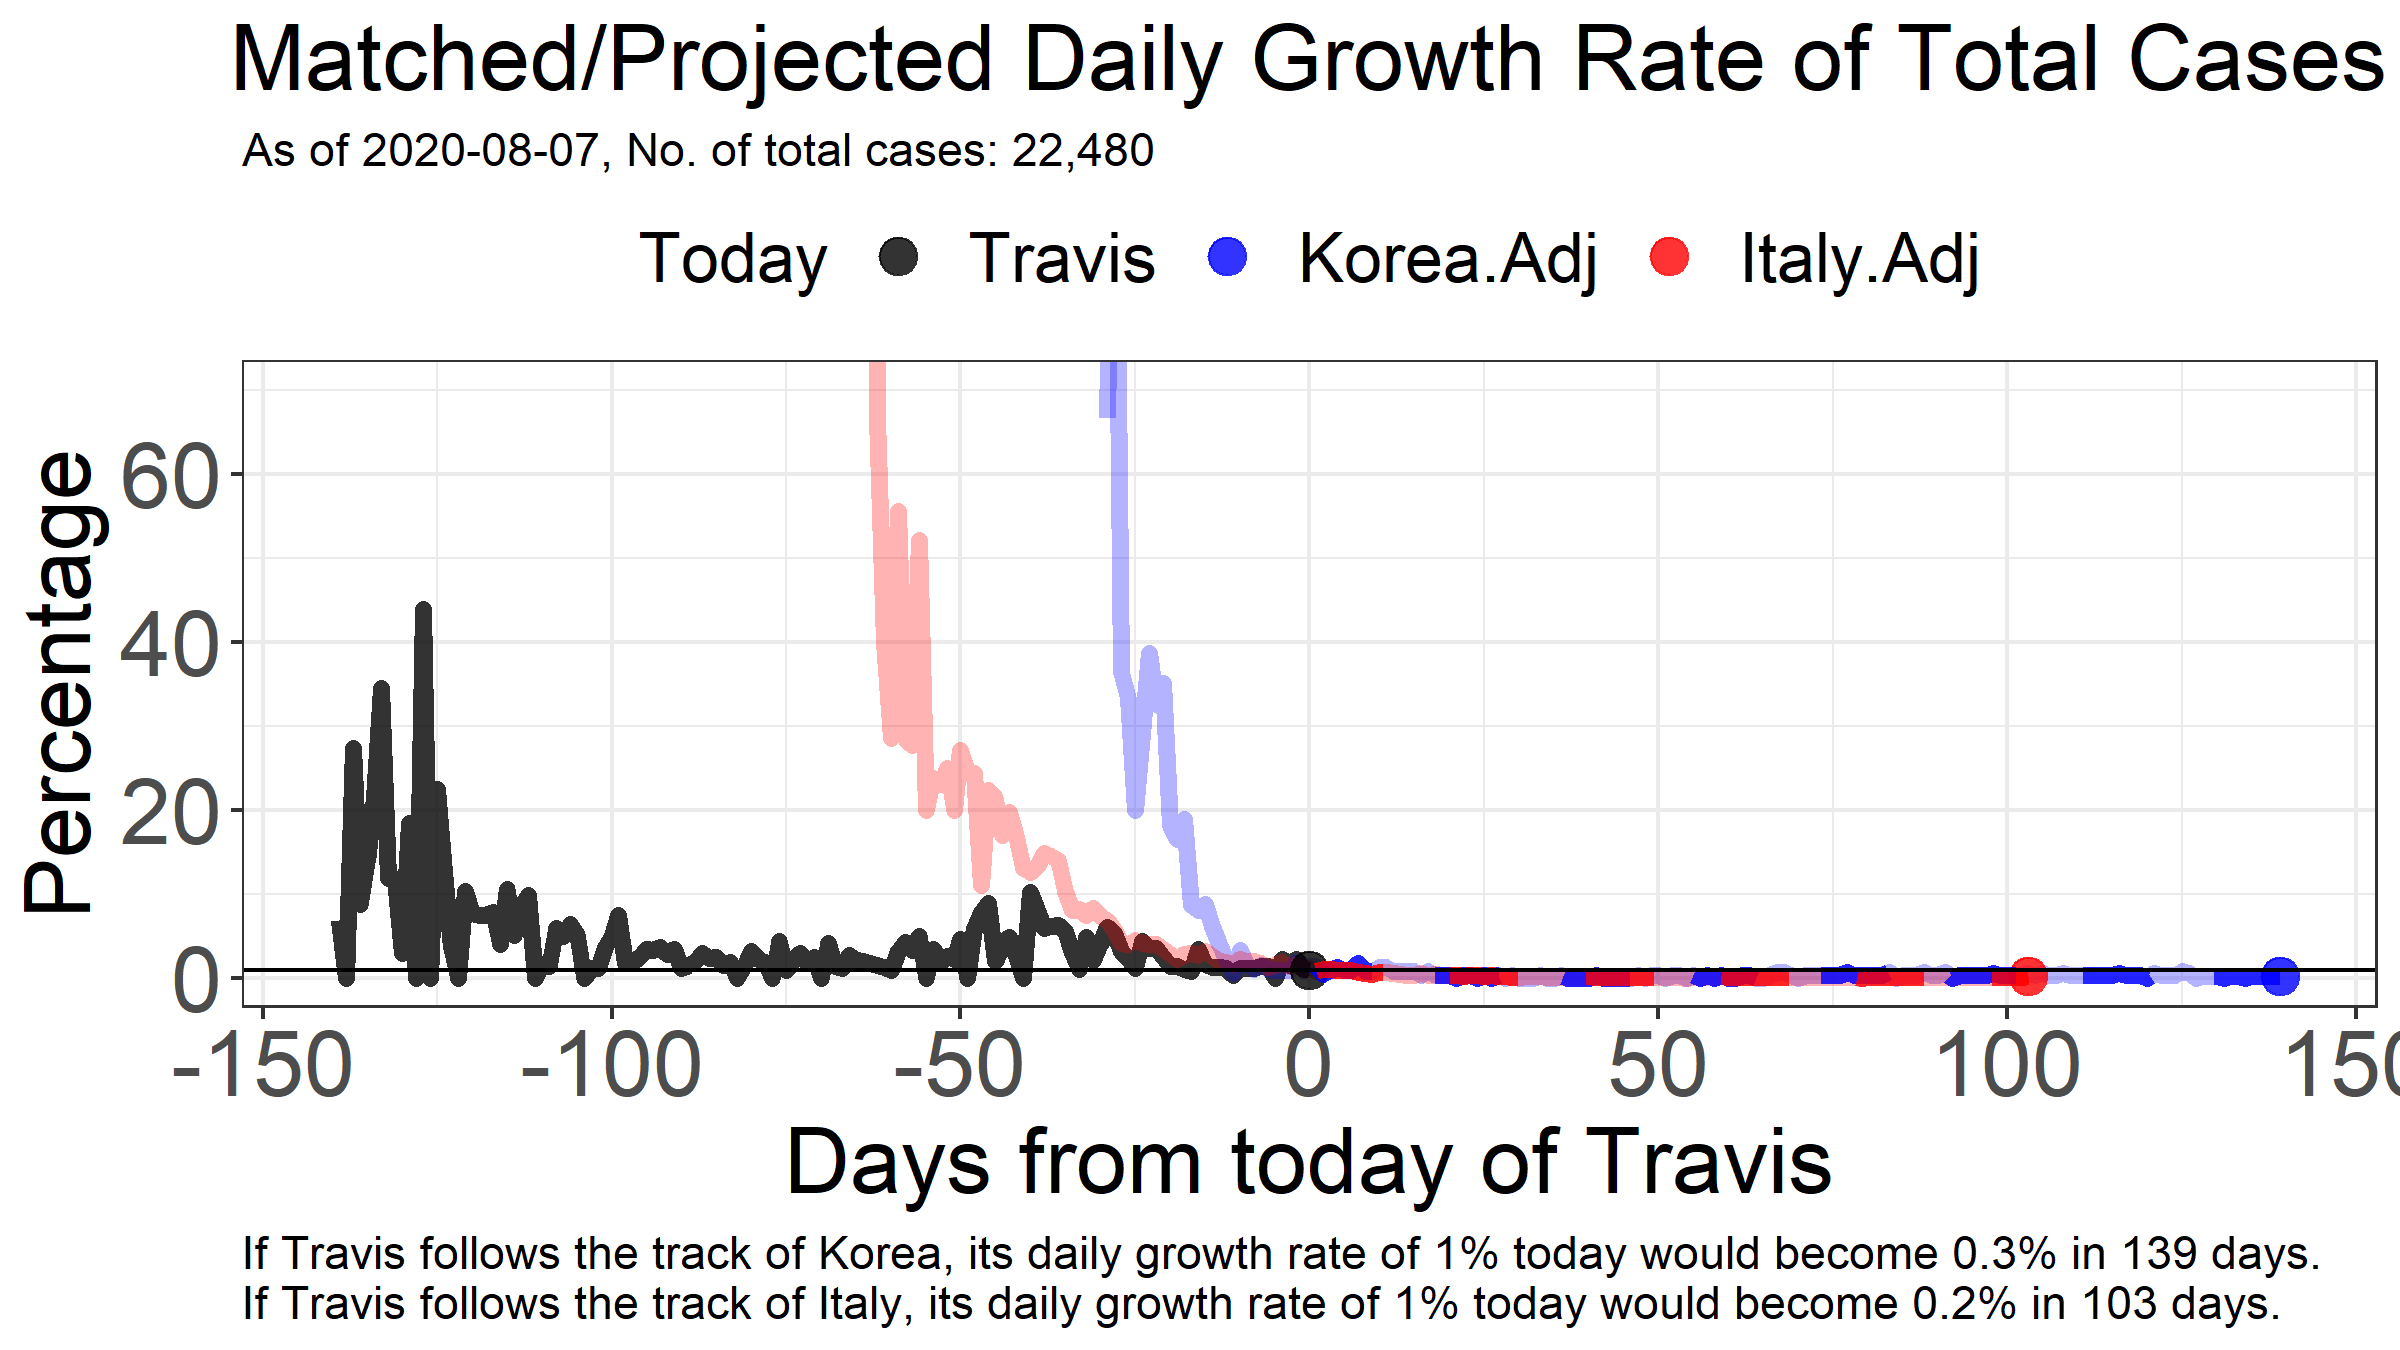 Matched/Projected Daily Growth Rate of Total Cases
As of 2020-08-07, No. of total cases: 22,480
Today Travis Korea.Adj Italy.Adj
Percentage
60
40
20
0
-150 -100 -50 0 50 100 150
Days from today of Travis
If Travis follows the track of Korea, its daily growth rate of 1% today would become 0.3% in 139 days.
If Travis follows the track of Italy, its daily growth rate of 1% today would become 0.2% in 103 days.